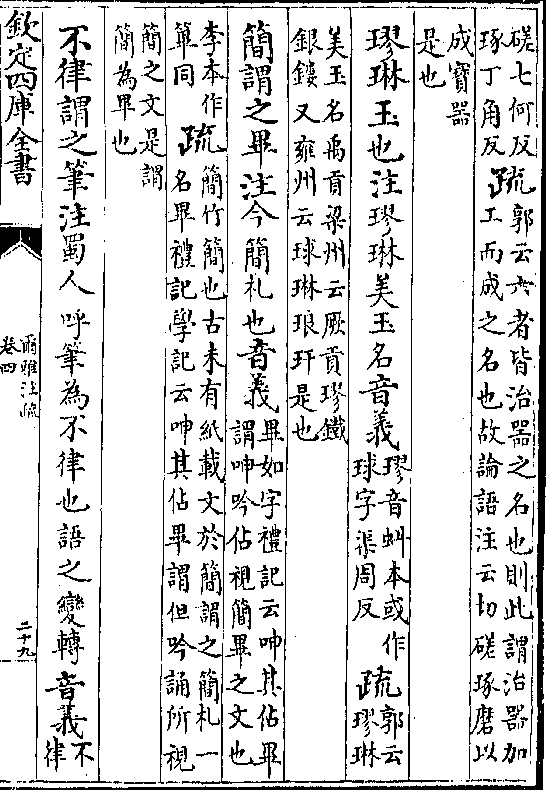 磋七何反
琢丁角反
疏
郭云六者皆治器之名也則此謂治器加
工而成之名也故論語注云切磋琢磨以
成寶器
是也
璆琳玉也注璆琳美玉名音義
璆音虯本或作
球字渠周反
疏
郭云
璆琳
美玉名禹貢梁州云厥貢璆鐵
銀鏤又雍州云球琳琅玕是也
簡謂之畢注今簡札也音義
畢如字禮記云呻其佔畢
謂呻吟佔視簡畢之文也
李本作
篳同
疏
簡竹簡也古未有紙載文於簡謂之簡札一
名畢禮記學記云呻其佔畢謂但吟誦所視
簡之文是謂
簡為畢也
不律謂之筆注蜀人呼筆為不律也語之變轉音義
不
律
欽定四庫全書
爾雅注疏
卷四
二十九